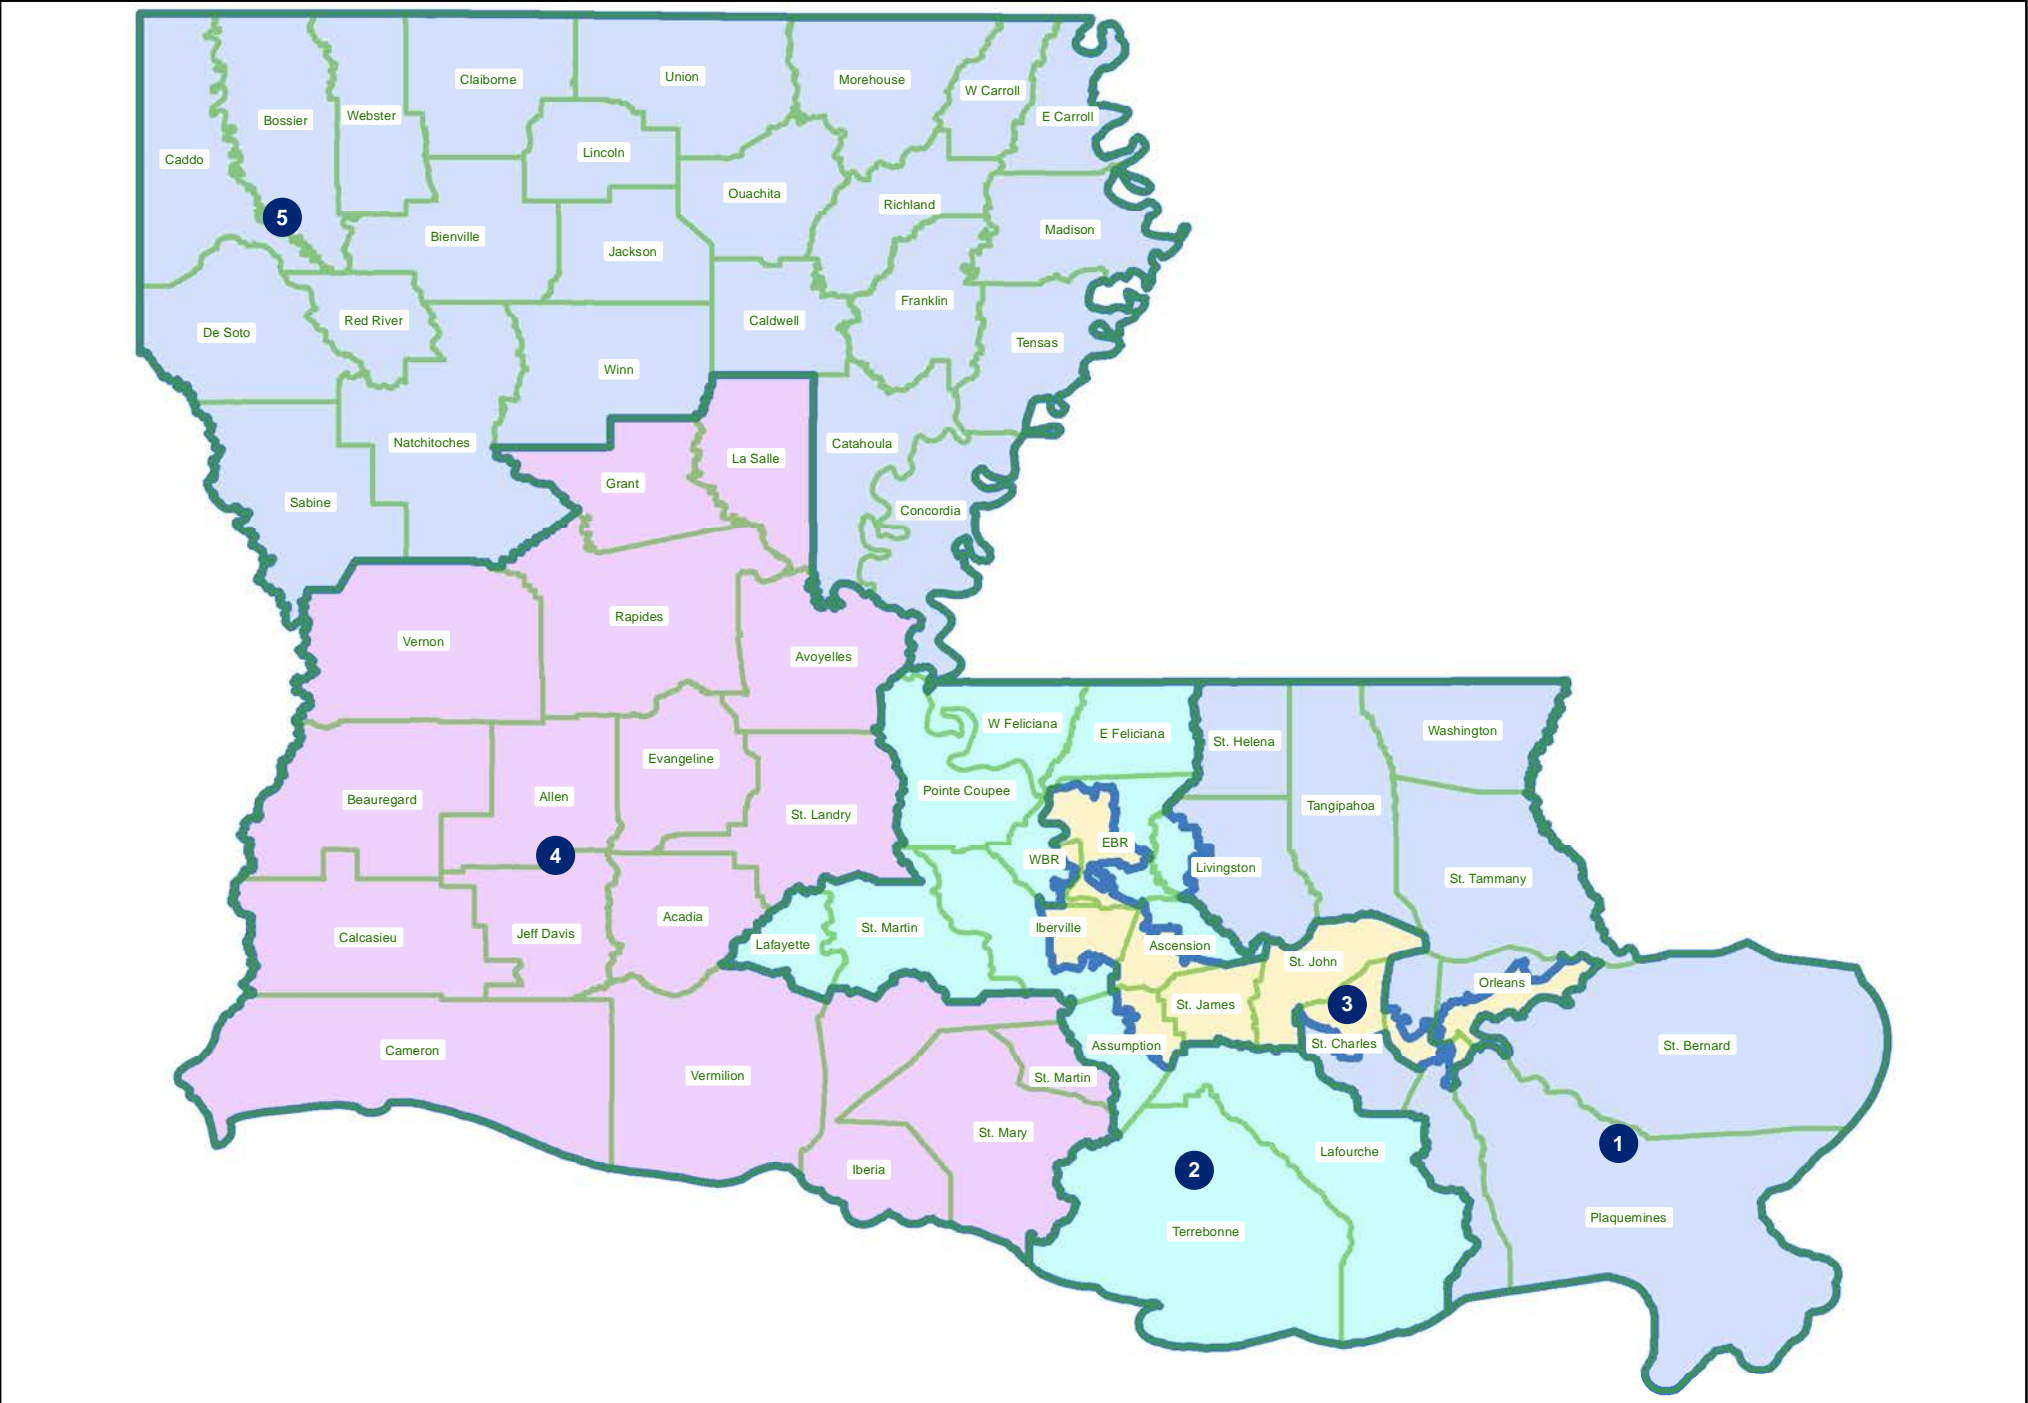 Claiborne
Union
Morehouse
W Carroll
E Carroll
Webster
Bossier
Caddo
Lincoln
Ouachita
Richland
5
Bienville
Jackson
Madison
Franklin
Red River
Caldwell
De Soto
Tensas
Winn
Natchitoches
Catahoula
La Salle
Grant
Sabine
Concordia
Rapides
Vernon
Avoyelles
W Feliciana
E Feliciana
St. Helena
Washington
Evangeline
Pointe Coupee
Allen
Beauregard
Tangipahoa
St. Landry
EBR
4
WBR
Livingston
St. Tammany
Acadia
Iberville
St. Martin
Jeff Davis
Calcasieu
Lafayette
Ascension
St. John
Orleans
St. James
3
Assumption
St. Charles
St. Bernard
Cameron
Vermilion
St. Martin
St. Mary
1
Lafourche
Iberia
2
Plaquemines
Terrebonne